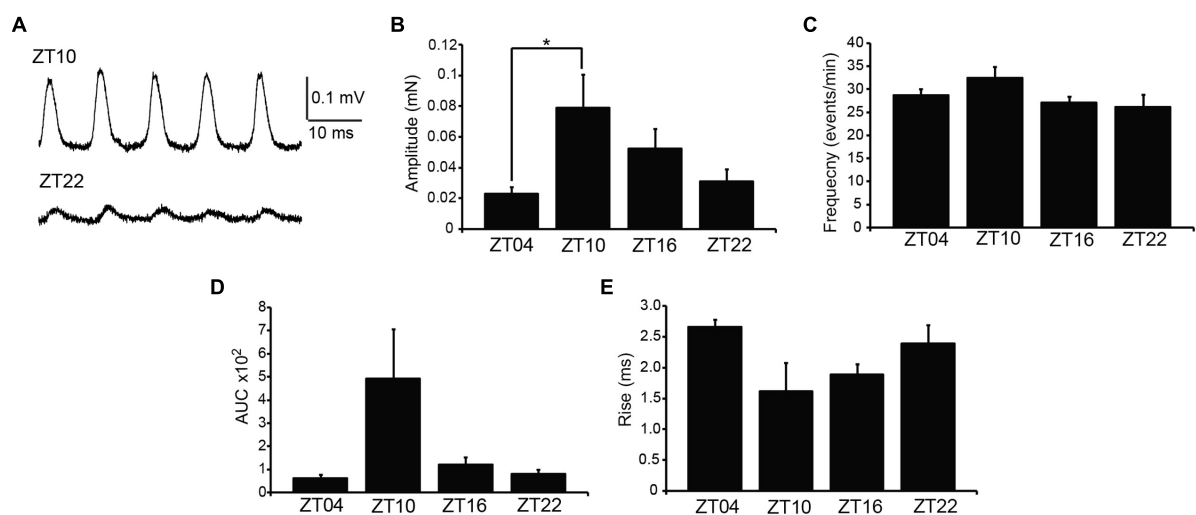 A
ZT10
0.1 mV
10 ms
ZT22
B
*
Amplitude (mN)
0.12
0.1
0.08
0.06
0.04
0.02
0
ZT04 ZT10 ZT16 ZT22
C
Frequecny (events/min)
40
35
30
25
20
15
10
5
0
ZT04 ZT10 ZT16 ZT22
D
AUC x10²
8
7
6
5
4
3
2
1
0
ZT04 ZT10 ZT16 ZT22
E
Rise (ms)
3.0
2.5
2.0
1.5
1.0
0.5
0
ZT04 ZT10 ZT16 ZT22